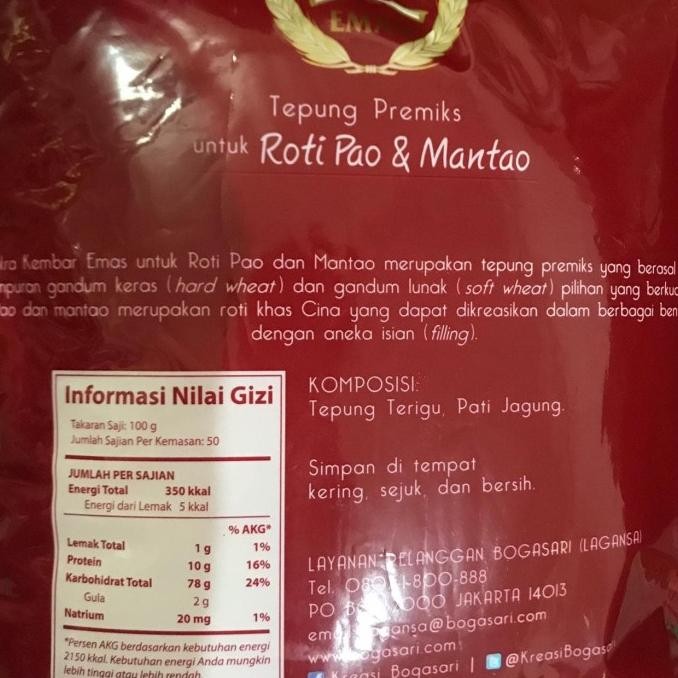 Tepung Premiks
untuk Roti Pao & Mantao
Kembar Emas untuk Roti Pao dan Mantao merupakan tepung premiks yang berasal
gandum keras (hard wheat) dan gandum lunak (soft wheat) pilihan yang
dan mantao merupakan roti khas Cina yang dapat dikreasikan dalam berbagai
dengan aneka isian (filling).
Informasi Nilai Gizi
Takaran Saji: 100 g
Jumlah Sajian Per Kemasan: 50
JUMLAH PER SAJIAN
Energi Total 350 kkal
Energi dari Lemak 5 kkal
% AKG*
Lemak Total 1 g 1%
Protein 10 g 16%
Karbohidrat Total 78 g 24%
Gula 2 g
Natrium 20 mg 1%
*Persen AKG berdasarkan kebutuhan energi
2150 kkal. Kebutuhan energi Anda mungkin
lebih tinggi atau lebih rendah.
KOMPOSISI:
Tepung Terigu, Pati Jagung.
Simpan di tempat
kering, sejuk, dan bersih.
LAYANAN PELANGGAN BOGASARI (LAGANSA)
Tel. 800-888
PO JAKARTA 14013
@bogasari.com
Bogasari | @KreasiBogasa